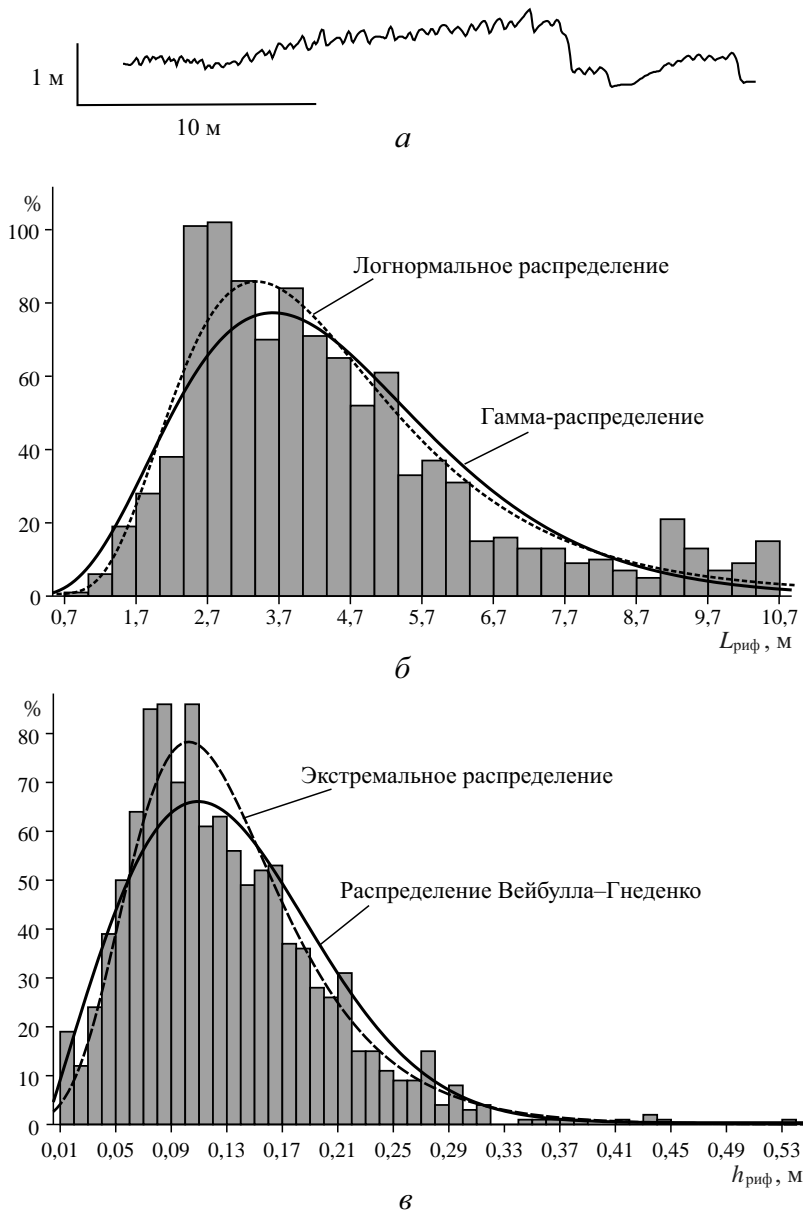 1 м
10 м
а
%
100
80
60
40
20
0
Логнормальное распределение
Гамма-распределение
0,7 1,7 2,7 3,7 4,7 5,7 6,7 7,7 8,7 9,7 10,7
Lриф , м
б
%
80
70
60
50
40
30
20
10
0
Экстремальное распределение
Распределение Вейбулла–Гнеденко
0,01 0,05 0,09 0,13 0,17 0,21 0,25 0,29 0,33 0,37 0,41 0,45 0,49 0,53
hриф , м
в